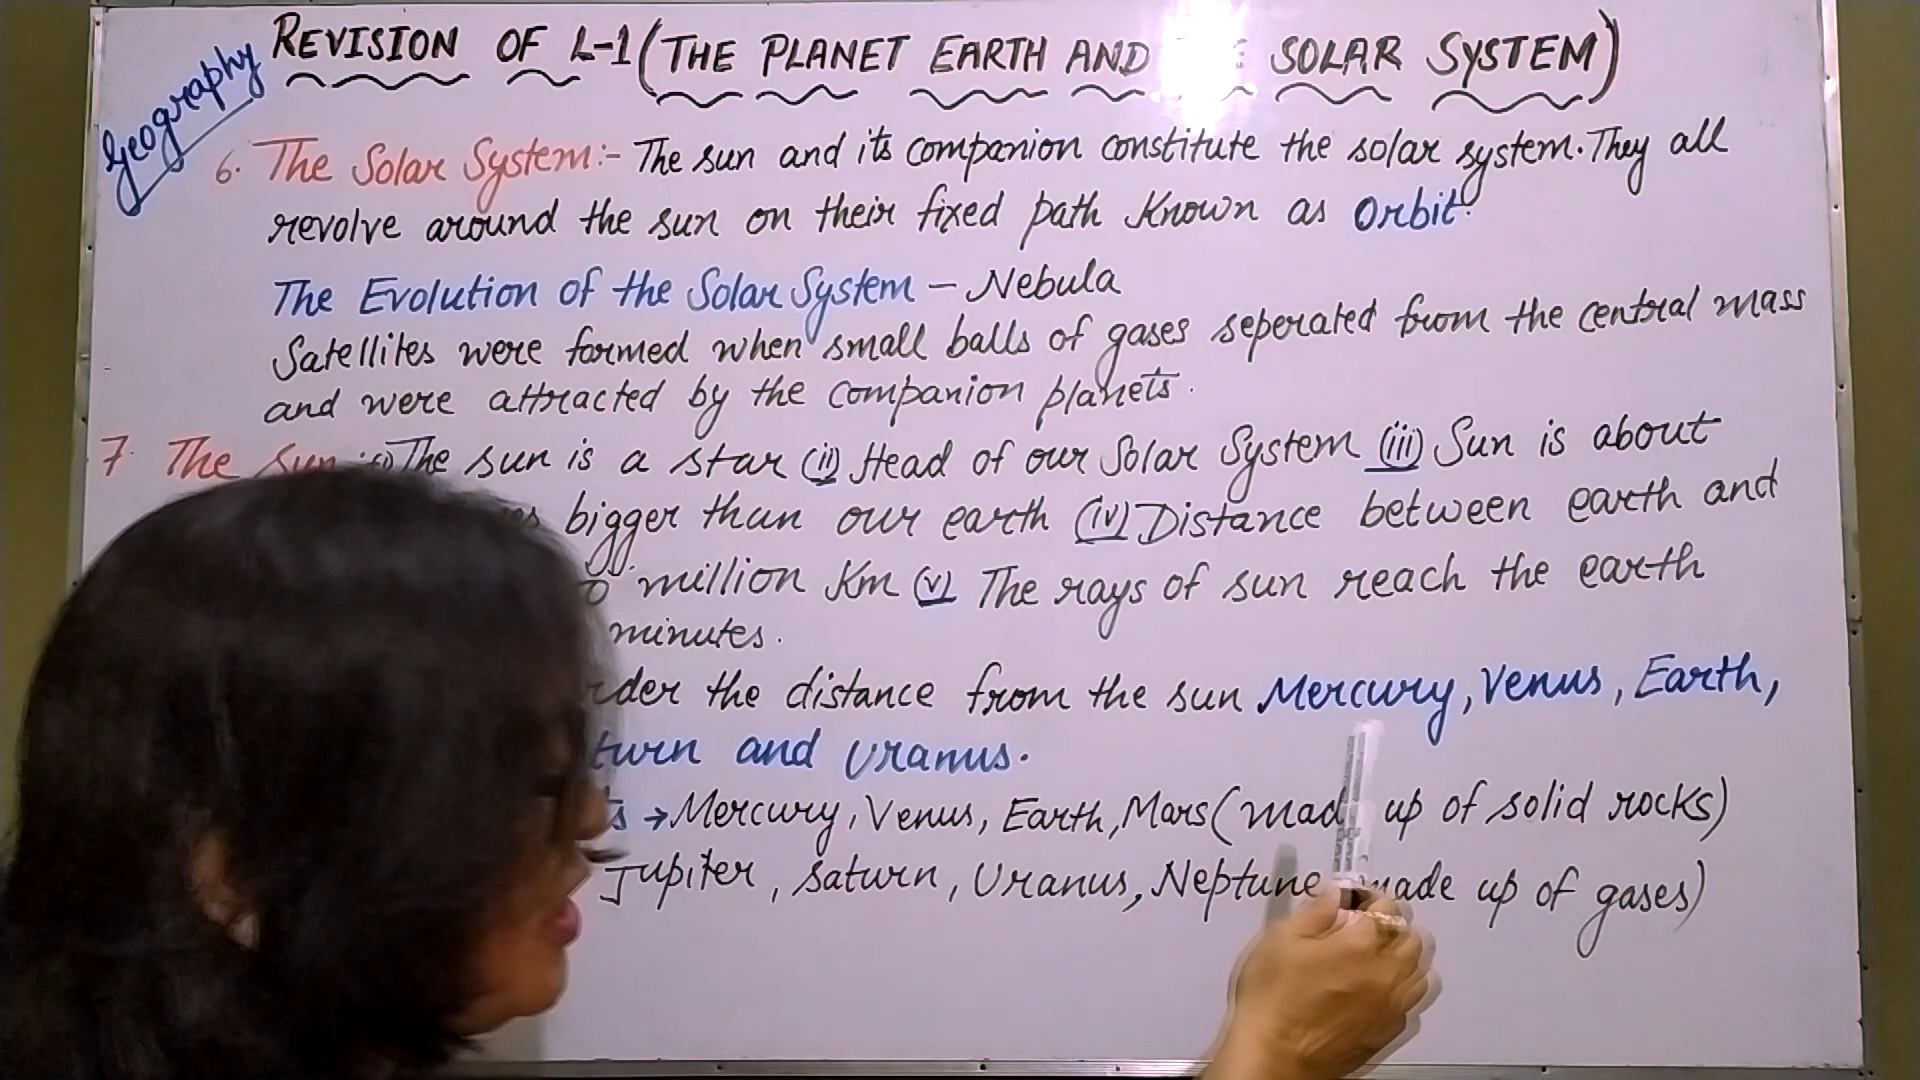 Geography
REVISION OF L-1 (THE PLANET EARTH AND SOLAR SYSTEM)
6. The Solar System:- The sun and its companion constitute the solar system. They all
revolve around the sun on their fixed path known as Orbit.
The Evolution of the Solar System - Nebula
Satellites were formed when small balls of gases seperated from the central mass
and were attracted by the companion planets.
7. The Sun (i) The sun is a star (ii) Head of our Solar System (iii) Sun is about
bigger than our earth (iv) Distance between earth and
million Km (v) The rays of sun reach the earth
minutes.
the distance from the sun Mercury, Venus, Earth,
and Uranus.
→ Mercury, Venus, Earth, Mars (made up of solid rocks)
Jupiter, Saturn, Uranus, Neptune made up of gases)